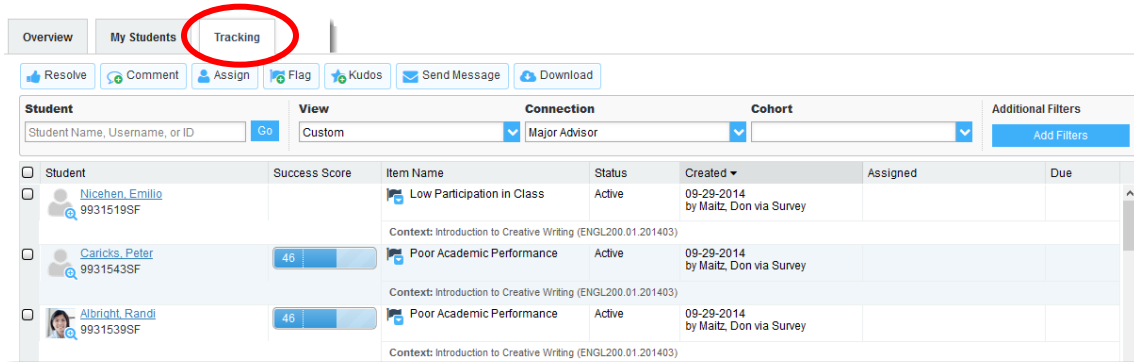 Overview My Students Tracking
Resolve Comment Assign Flag Kudos Send Message Download
Student View Connection Cohort Additional Filters
Student Name, Username, or ID Go Custom Major Advisor Add Filters
Student Success Score Item Name Status Created Assigned Due
Nicehen, Emilio Low Participation in Class Active 09-29-2014
9931519SF by Maitz, Don via Survey
Context: Introduction to Creative Writing (ENGL200.01.201403)
Caricks, Peter 46 Poor Academic Performance Active 09-29-2014
9931543SF by Maitz, Don via Survey
Context: Introduction to Creative Writing (ENGL200.01.201403)
Albright, Randi 46 Poor Academic Performance Active 09-29-2014
9931539SF by Maitz, Don via Survey
Context: Introduction to Creative Writing (ENGL200.01.201403)